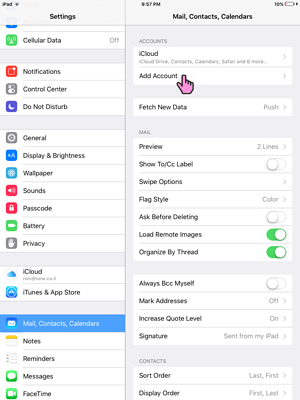 iPad
9:57 PM
10%
Settings
Mail, Contacts, Calendars
Cellular Data Off
Notifications
Control Center
Do Not Disturb
General
Display & Brightness
Wallpaper
Sounds
Passcode
Battery
Privacy
iCloud
iTunes & App Store
Mail, Contacts, Calendars
Notes
Reminders
Messages
FaceTime
ACCOUNTS
iCloud
iCloud Drive, Contacts, Calendars, Safari and 6 more...
Add Account
Fetch New Data Push
MAIL
Preview 2 Lines
Show To/Cc Label
Swipe Options
Flag Style Color
Ask Before Deleting
Load Remote Images
Organize By Thread
Always Bcc Myself
Mark Addresses Off
Increase Quote Level On
Signature Sent from my iPad
CONTACTS
Sort Order Last, First
Display Order First, Last